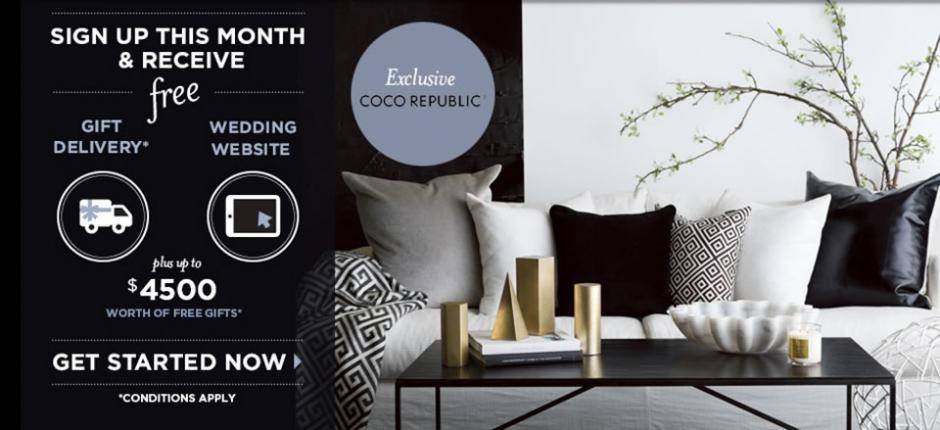 SIGN UP THIS MONTH
& RECEIVE
free
GIFT
DELIVERY*
WEDDING
WEBSITE
plus up to
$4500
WORTH OF FREE GIFTS*
GET STARTED NOW
*CONDITIONS APPLY
Exclusive
COCO REPUBLIC